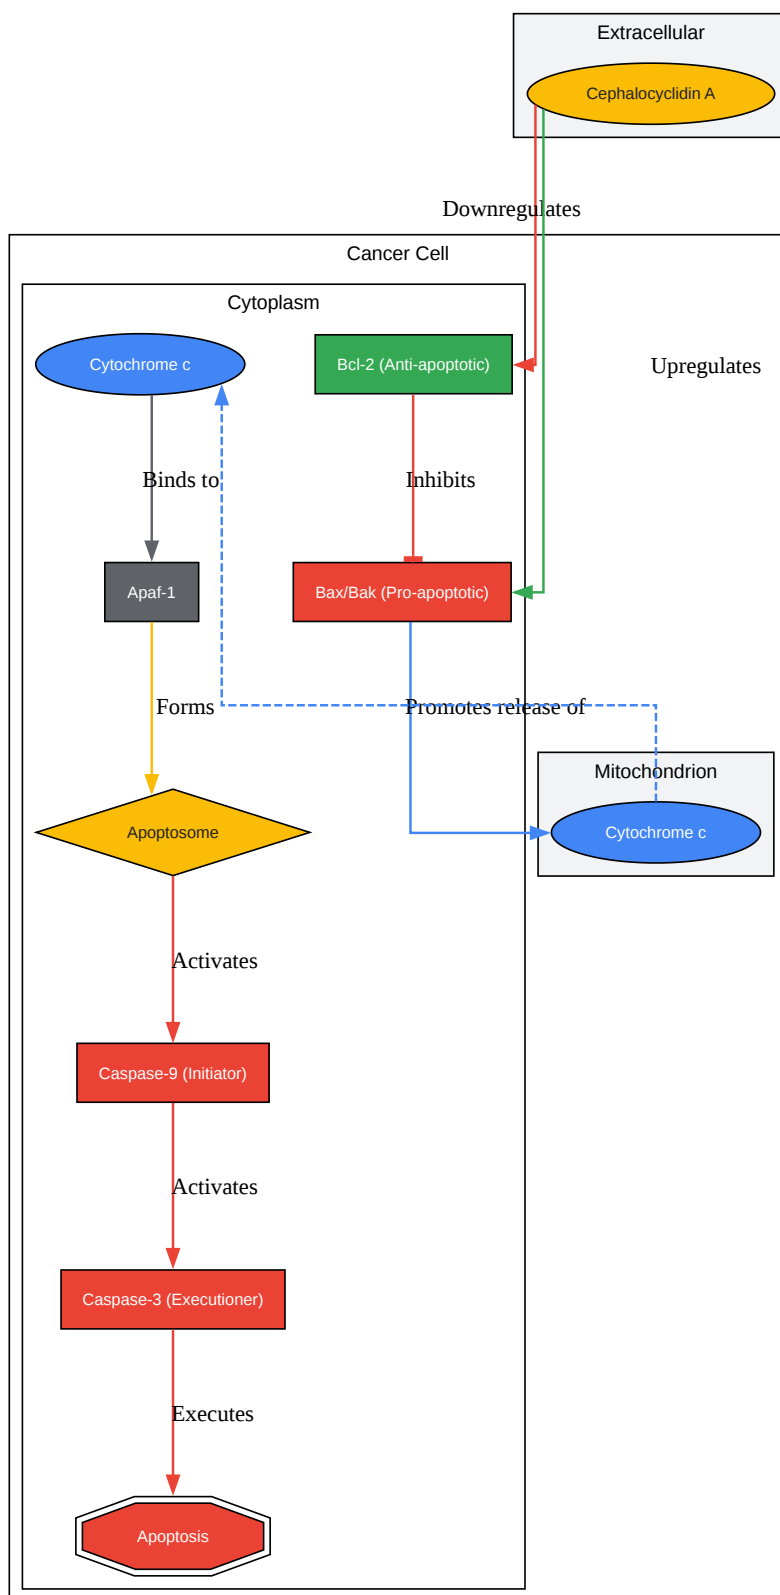 Extracellular
Cephalocyclidin A
Downregulates
Cancer Cell
Cytoplasm
Cytochrome c
Bcl-2 (Anti-apoptotic)
Upregulates
Binds to
Inhibits
Apaf-1
Bax/Bak (Pro-apoptotic)
Forms
Promotes release of
Mitochondrion
Apoptosome
Cytochrome c
Activates
Caspase-9 (Initiator)
Activates
Caspase-3 (Executioner)
Executes
Apoptosis